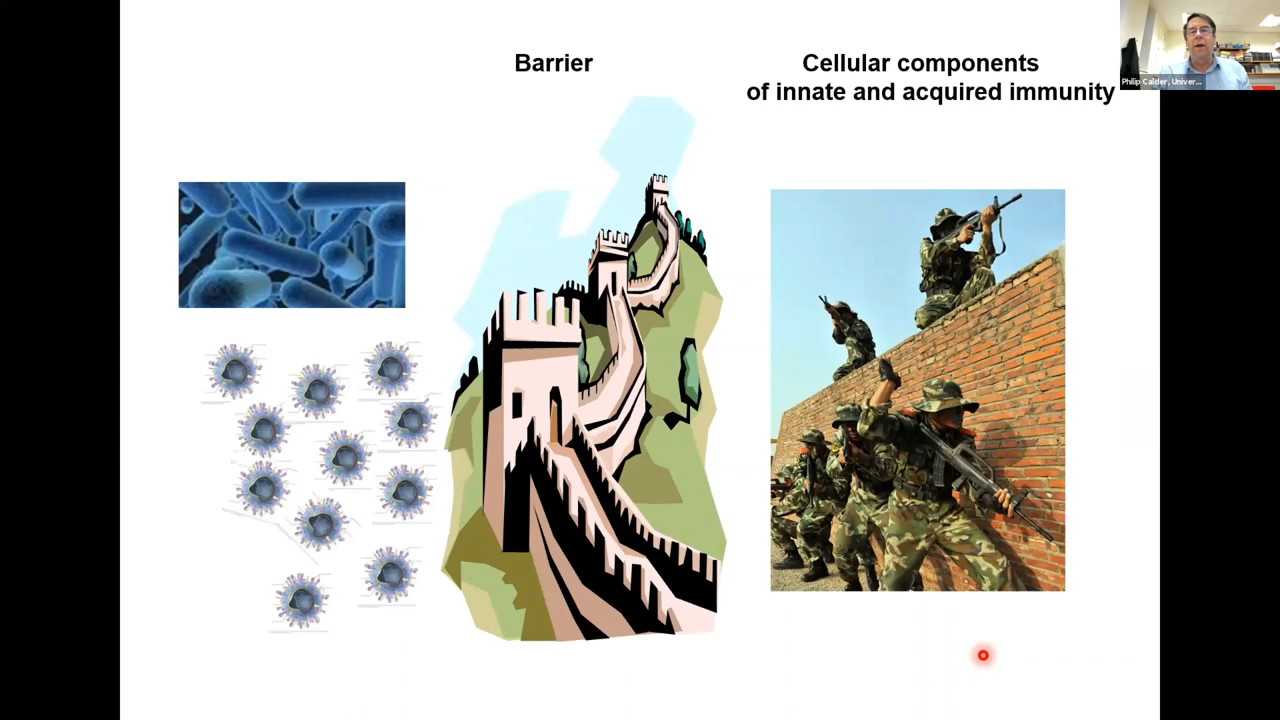 Barrier
Cellular components
of innate and acquired immunity
Philip Calder, Univer...